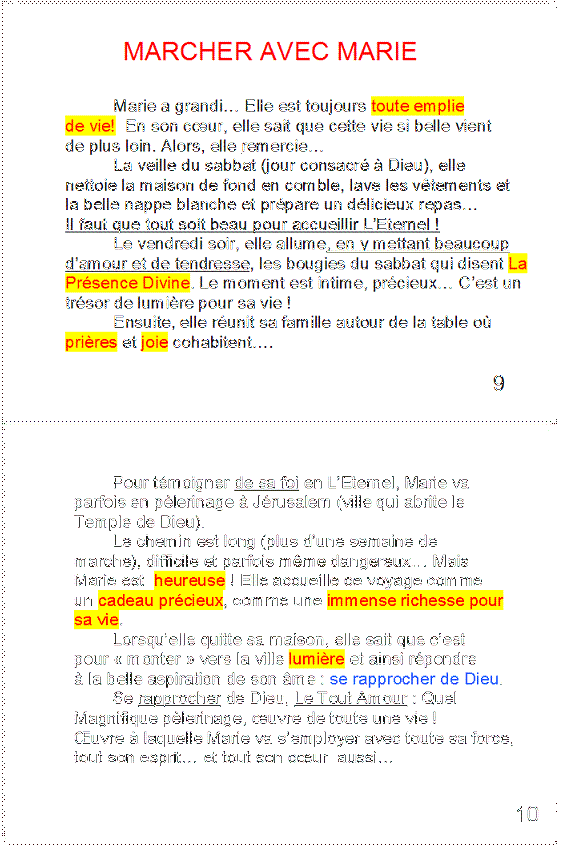 MARCHER AVEC MARIE
Marie a grandi… Elle est toujours toute emplie
de vie! En son cœur, elle sait que cette vie si belle vient
de plus loin. Alors, elle remercie…
La veille du sabbat (jour consacré à Dieu), elle
nettoie la maison de fond en comble, lave les vêtements et
la belle nappe blanche et prépare un délicieux repas…
Il faut que tout soit beau pour accueillir L’Eternel !
Le vendredi soir, elle allume, en y mettant beaucoup
d’amour et de tendresse, les bougies du sabbat qui disent La
Présence Divine. Le moment est intime, précieux… C’est un
trésor de lumière pour sa vie !
Ensuite, elle réunit sa famille autour de la table où
prières et joie cohabitent….
9
Pour témoigner de sa foi en L’Eternel, Marie va
parfois en pèlerinage à Jérusalem (ville qui abrite le
Temple de Dieu).
Le chemin est long (plus d’une semaine de
marche), difficile et parfois même dangereux… Mais
Marie est heureuse ! Elle accueille ce voyage comme
un cadeau précieux, comme une immense richesse pour
sa vie.
Lorsqu’elle quitte sa maison, elle sait que c’est
pour « monter » vers la ville lumière et ainsi répondre
à la belle aspiration de son âme : se rapprocher de Dieu.
Se rapprocher de Dieu, Le Tout Amour : Quel
Magnifique pèlerinage, œuvre de toute une vie !
Œuvre à laquelle Marie va s’employer avec toute sa force,
tout son esprit… et tout son cœur aussi…
10